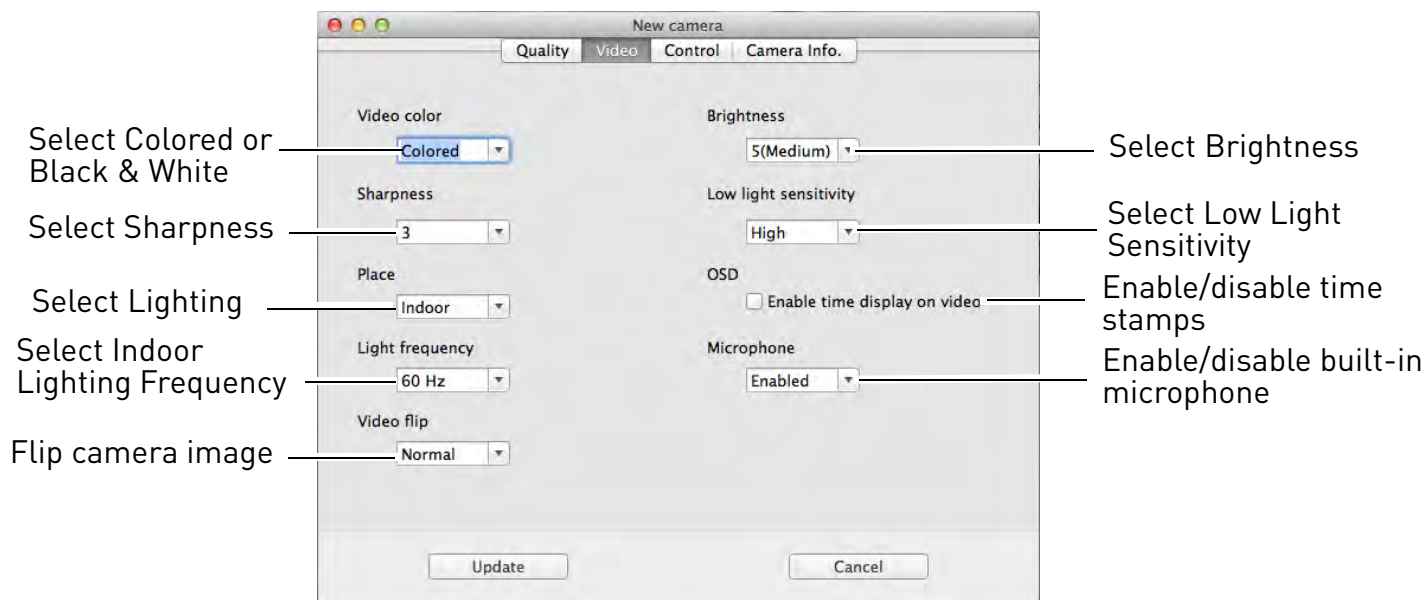 New camera
Quality Video Control Camera Info.
Select Colored or
Black & White
Select Sharpness
Select Lighting
Select Indoor
Lighting Frequency
Flip camera image
Video color
Colored
Sharpness
3
Place
Indoor
Light frequency
60 Hz
Video flip
Normal
Brightness
5(Medium)
Low light sensitivity
High
OSD
Enable time display on video
Microphone
Enabled
Select Brightness
Select Low Light
Sensitivity
Enable/disable time
stamps
Enable/disable built-in
microphone
Update
Cancel